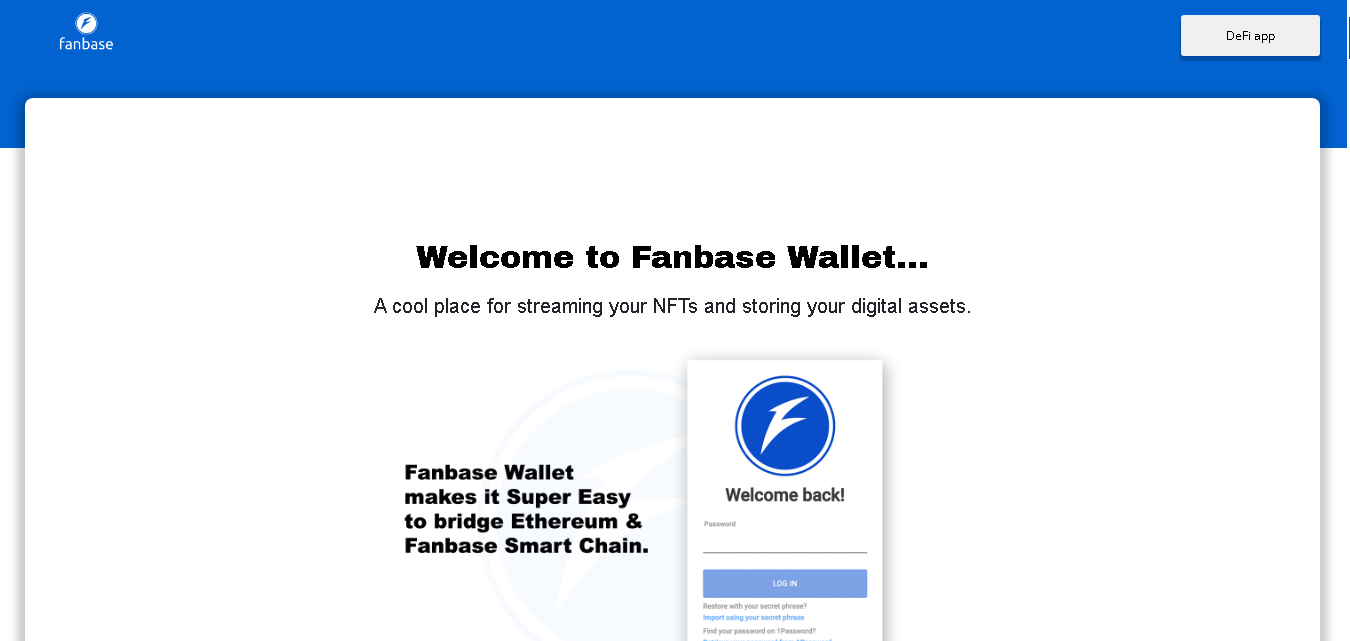 fanbase
DeFi app
Welcome to Fanbase Wallet...
A cool place for streaming your NFTs and storing your digital assets.
Fanbase Wallet
makes it Super Easy
to bridge Ethereum &
Fanbase Smart Chain.
Welcome back!
Password
LOG IN
Restore with your secret phrase?
Import using your secret phrase
Find your password on 1Password?